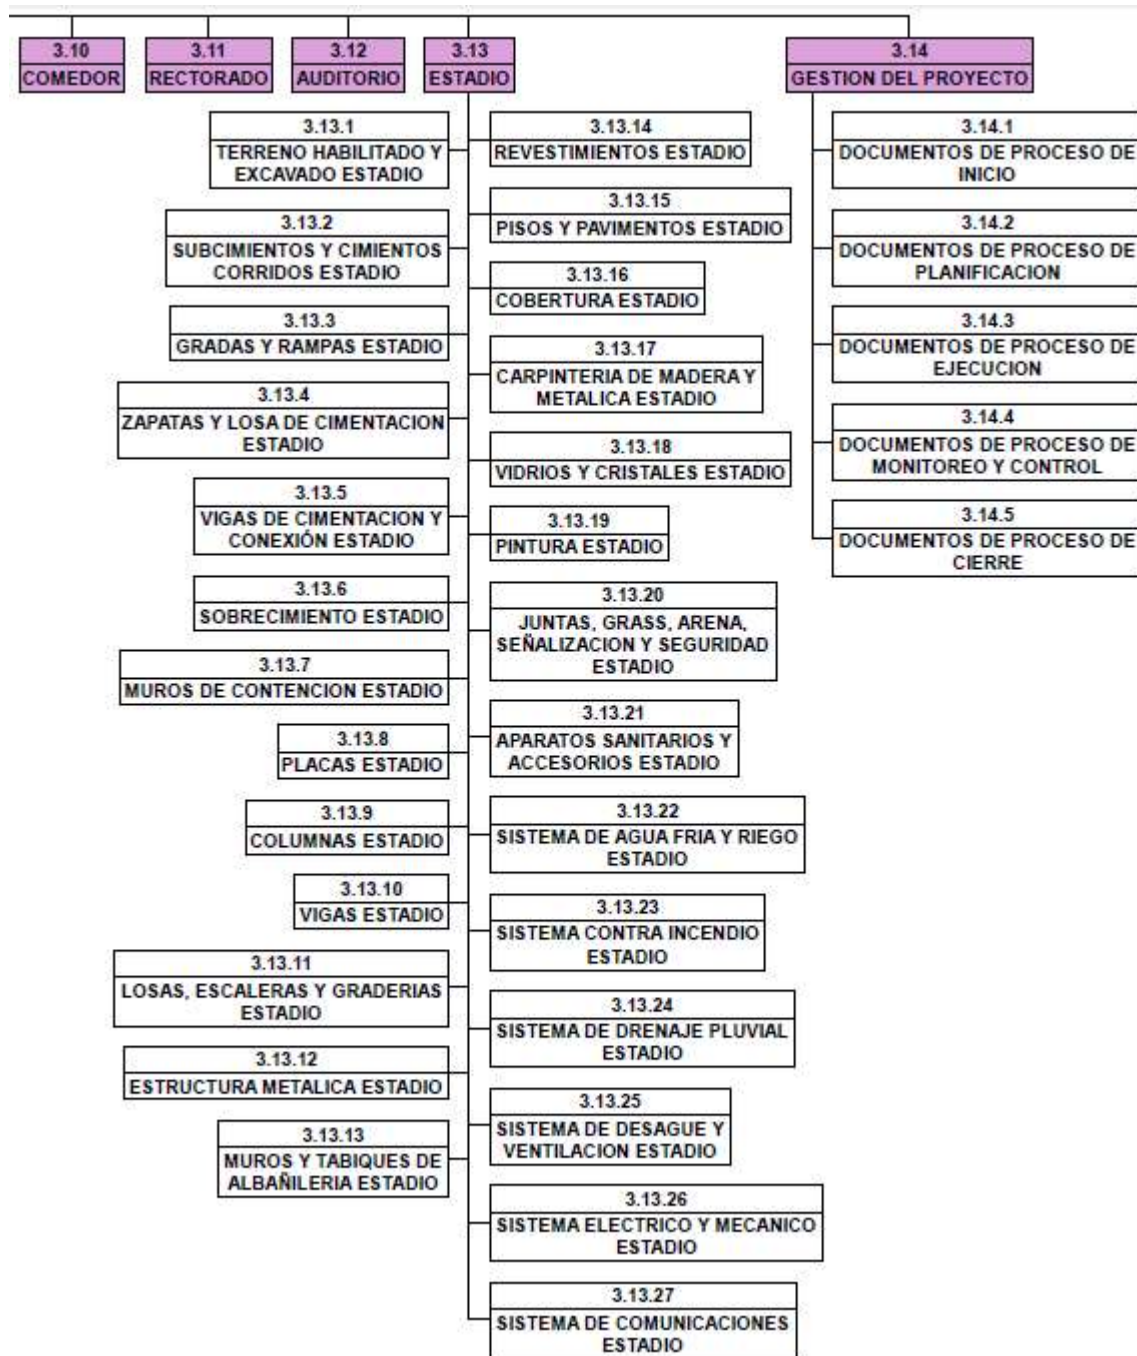 3.10
COMEDOR
3.11
RECTORADO
3.12
AUDITORIO
3.13
ESTADIO
3.14
GESTION DEL PROYECTO
3.13.1
TERRENO HABILITADO Y
EXCAVADO ESTADIO
3.13.2
SUBCIMIENTOS Y CIMIENTOS
CORRIDOS ESTADIO
3.13.3
GRADAS Y RAMPAS ESTADIO
3.13.4
ZAPATAS Y LOSA DE CIMENTACION
ESTADIO
3.13.5
VIGAS DE CIMENTACION Y
CONEXIÓN ESTADIO
3.13.6
SOBRECIMIENTO ESTADIO
3.13.7
MUROS DE CONTENCION ESTADIO
3.13.8
PLACAS ESTADIO
3.13.9
COLUMNAS ESTADIO
3.13.10
VIGAS ESTADIO
3.13.11
LOSAS, ESCALERAS Y GRADERIAS
ESTADIO
3.13.12
ESTRUCTURA METALICA ESTADIO
3.13.13
MUROS Y TABIQUES DE
ALBAÑILERIA ESTADIO
3.13.14
REVESTIMIENTOS ESTADIO
3.13.15
PISOS Y PAVIMENTOS ESTADIO
3.13.16
COBERTURA ESTADIO
3.13.17
CARPINTERIA DE MADERA Y
METALICA ESTADIO
3.13.18
VIDRIOS Y CRISTALES ESTADIO
3.13.19
PINTURA ESTADIO
3.13.20
JUNTAS, GRASS, ARENA,
SEÑALIZACION Y SEGURIDAD
ESTADIO
3.13.21
APARATOS SANITARIOS Y
ACCESORIOS ESTADIO
3.13.22
SISTEMA DE AGUA FRIA Y RIEGO
ESTADIO
3.13.23
SISTEMA CONTRA INCENDIO
ESTADIO
3.13.24
SISTEMA DE DRENAJE PLUVIAL
ESTADIO
3.13.25
SISTEMA DE DESAGUE Y
VENTILACION ESTADIO
3.13.26
SISTEMA ELECTRICO Y MECANICO
ESTADIO
3.13.27
SISTEMA DE COMUNICACIONES
ESTADIO
3.14.1
DOCUMENTOS DE PROCESO DE
INICIO
3.14.2
DOCUMENTOS DE PROCESO DE
PLANIFICACION
3.14.3
DOCUMENTOS DE PROCESO DE
EJECUCION
3.14.4
DOCUMENTOS DE PROCESO DE
MONITOREO Y CONTROL
3.14.5
DOCUMENTOS DE PROCESO DE
CIERRE